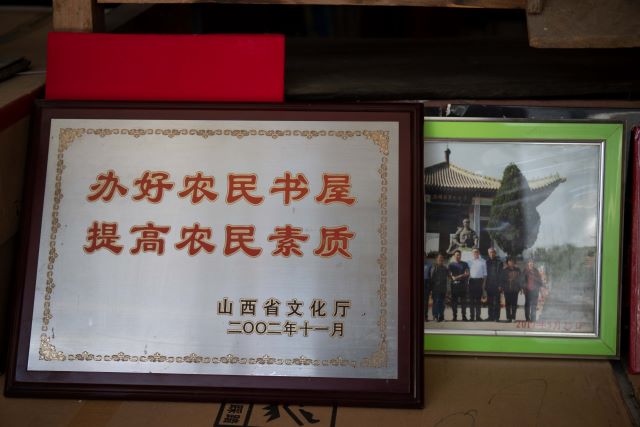 办好农民书屋
提高农民素质
山西省文化厅
二〇〇二年十一月